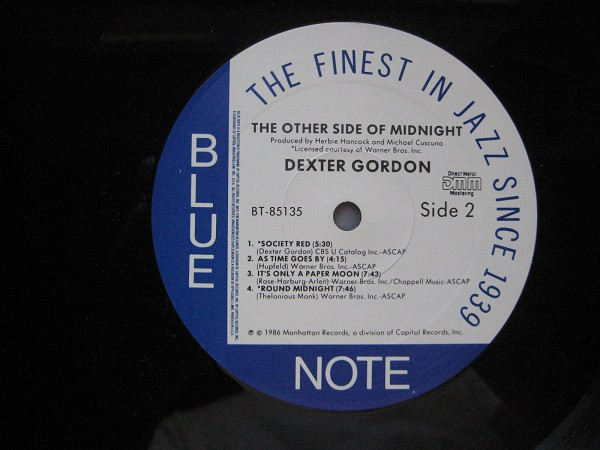 THE FINEST IN JAZZ SINCE 1939
THE OTHER SIDE OF MIDNIGHT
Produced by Herbie Hancock and Michael Cuscuna
*Licensed courtesy of Warner Bros. Inc.
DEXTER GORDON
Direct Metal
DMM
Mastering
BT-85135
Side 2
1. *SOCIETY RED (5:30)
(Dexter Gordon) CBS U Catalog Inc.-ASCAP
2. AS TIME GOES BY (4:15)
(Hupfeld) Warner Bros. Inc.-ASCAP
3. IT'S ONLY A PAPER MOON (7:43)
(Rose-Harburg-Arlen) Warner Bros. Inc./Chappell Music-ASCAP
4. 'ROUND MIDNIGHT (7:46)
(Thelonious Monk) Warner Bros. Inc.-ASCAP
℗ © 1986 Manhattan Records, a division of Capitol Records, Inc.
BLUE
NOTE